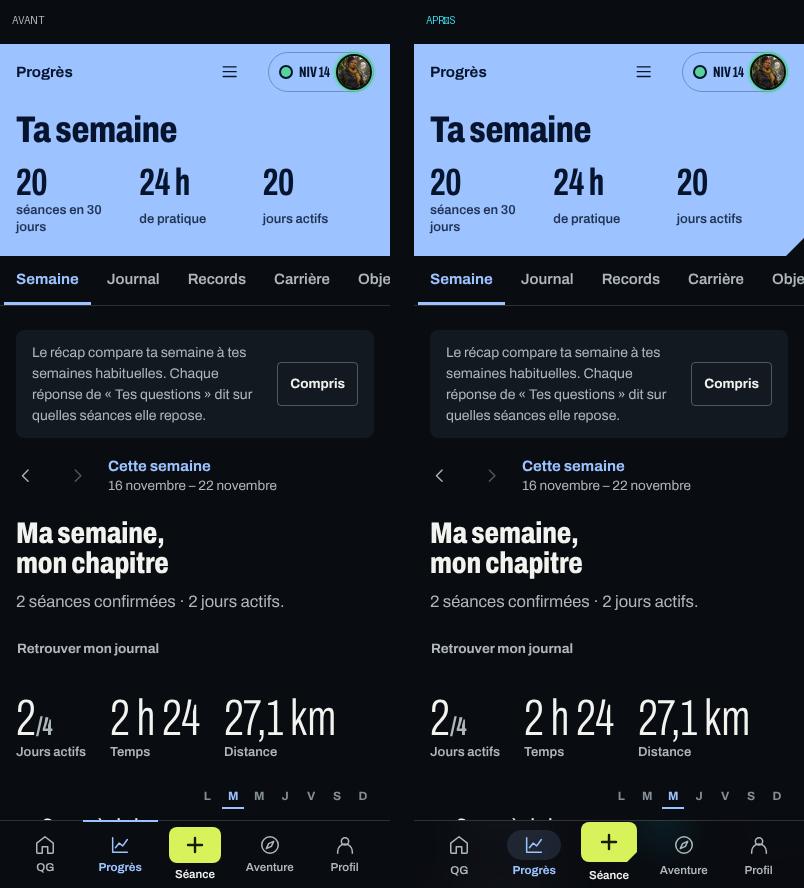 AVANT
Progrès
NIV 14
Ta semaine
20
séances en 30
jours
24 h
de pratique
20
jours actifs
Semaine Journal Records Carrière Obje
Le récap compare ta semaine à tes
semaines habituelles. Chaque
réponse de « Tes questions » dit sur
quelles séances elle repose.
Compris
Cette semaine
16 novembre – 22 novembre
Ma semaine,
mon chapitre
2 séances confirmées · 2 jours actifs.
Retrouver mon journal
2/4
Jours actifs
2 h 24
Temps
27,1 km
Distance
L M M J V S D
QG Progrès Séance Aventure Profil
APR□S
Progrès
NIV 14
Ta semaine
20
séances en 30
jours
24 h
de pratique
20
jours actifs
Semaine Journal Records Carrière Obje
Le récap compare ta semaine à tes
semaines habituelles. Chaque
réponse de « Tes questions » dit sur
quelles séances elle repose.
Compris
Cette semaine
16 novembre – 22 novembre
Ma semaine,
mon chapitre
2 séances confirmées · 2 jours actifs.
Retrouver mon journal
2/4
Jours actifs
2 h 24
Temps
27,1 km
Distance
L M M J V S D
QG Progrès Séance Aventure Profil